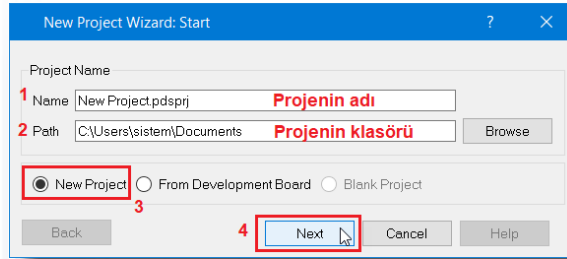 New Project Wizard: Start ? ×
Project Name
1 Name New Project.pdsprj Projenin adı
2 Path C:\Users\sistem\Documents Projenin klasörü Browse
New Project From Development Board Blank Project
3
Back 4 Next Cancel Help